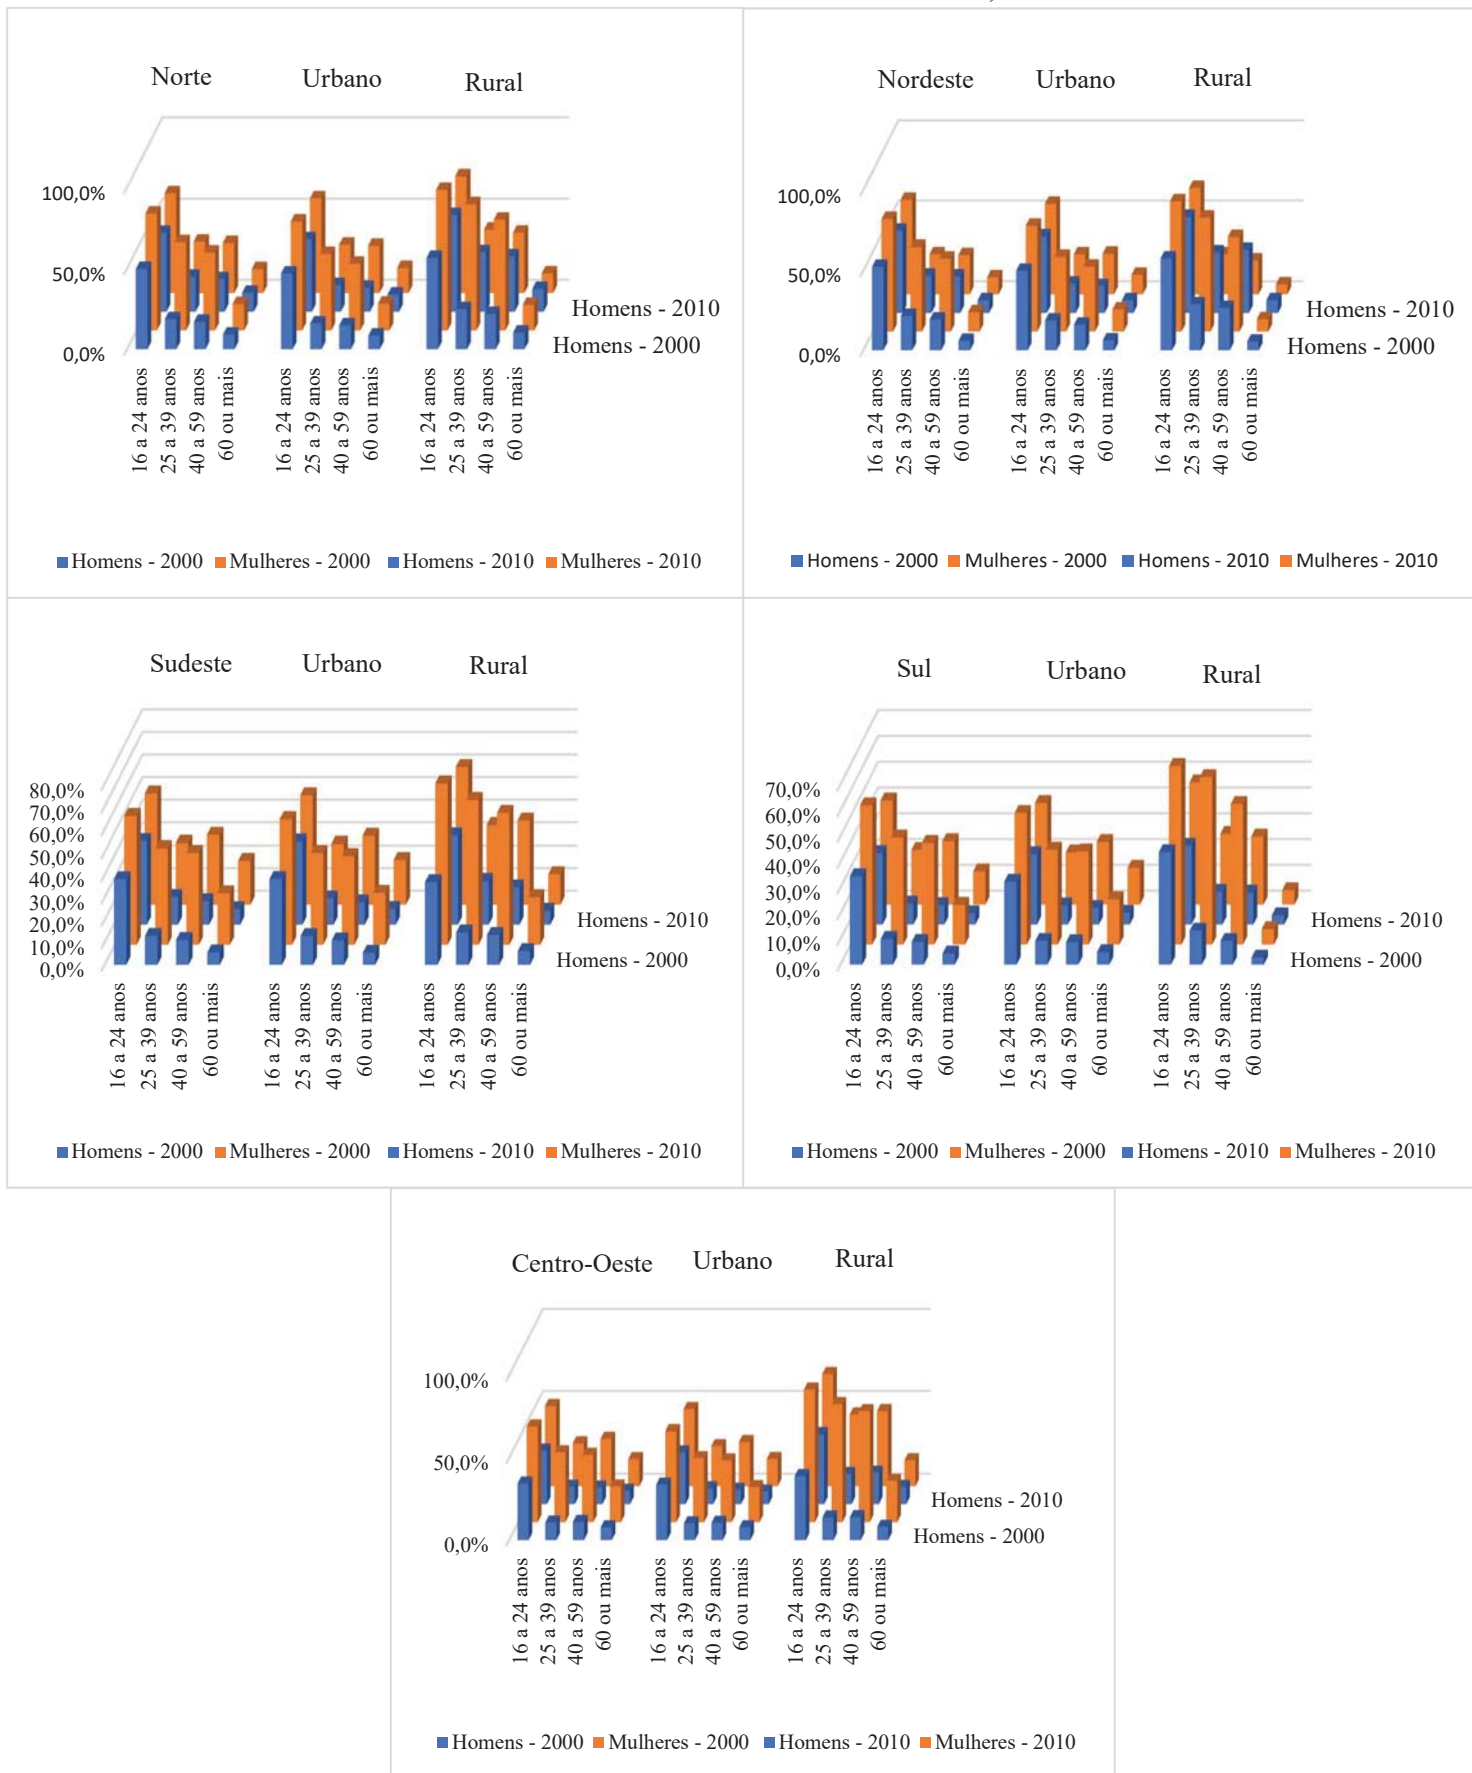 Norte Urbano Rural
100,0%
50,0%
0,0%
Homens - 2010
Homens - 2000
16 a 24 anos
25 a 39 anos
40 a 59 anos
60 ou mais
16 a 24 anos
25 a 39 anos
40 a 59 anos
60 ou mais
16 a 24 anos
25 a 39 anos
40 a 59 anos
60 ou mais
Homens - 2000 Mulheres - 2000 Homens - 2010 Mulheres - 2010
Nordeste Urbano Rural
100,0%
50,0%
0,0%
Homens - 2010
Homens - 2000
16 a 24 anos
25 a 39 anos
40 a 59 anos
60 ou mais
16 a 24 anos
25 a 39 anos
40 a 59 anos
60 ou mais
16 a 24 anos
25 a 39 anos
40 a 59 anos
60 ou mais
Homens - 2000 Mulheres - 2000 Homens - 2010 Mulheres - 2010
Sudeste Urbano Rural
80,0%
70,0%
60,0%
50,0%
40,0%
30,0%
20,0%
10,0%
0,0%
Homens - 2010
Homens - 2000
16 a 24 anos
25 a 39 anos
40 a 59 anos
60 ou mais
16 a 24 anos
25 a 39 anos
40 a 59 anos
60 ou mais
16 a 24 anos
25 a 39 anos
40 a 59 anos
60 ou mais
Homens - 2000 Mulheres - 2000 Homens - 2010 Mulheres - 2010
Sul Urbano Rural
70,0%
60,0%
50,0%
40,0%
30,0%
20,0%
10,0%
0,0%
Homens - 2010
Homens - 2000
16 a 24 anos
25 a 39 anos
40 a 59 anos
60 ou mais
16 a 24 anos
25 a 39 anos
40 a 59 anos
60 ou mais
16 a 24 anos
25 a 39 anos
40 a 59 anos
60 ou mais
Homens - 2000 Mulheres - 2000 Homens - 2010 Mulheres - 2010
Centro-Oeste Urbano Rural
100,0%
50,0%
0,0%
Homens - 2010
Homens - 2000
16 a 24 anos
25 a 39 anos
40 a 59 anos
60 ou mais
16 a 24 anos
25 a 39 anos
40 a 59 anos
60 ou mais
16 a 24 anos
25 a 39 anos
40 a 59 anos
60 ou mais
Homens - 2000 Mulheres - 2000 Homens - 2010 Mulheres - 2010